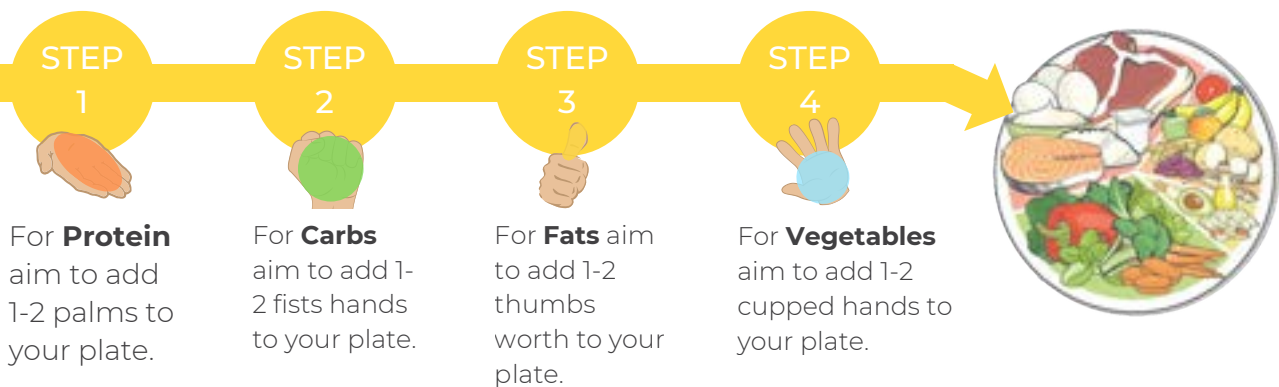 STEP
1
For Protein
aim to add
1-2 palms to
your plate.
STEP
2
For Carbs
aim to add 1-
2 fists hands
to your plate.
STEP
3
For Fats aim
to add 1-2
thumbs
worth to your
plate.
STEP
4
For Vegetables
aim to add 1-2
cupped hands to
your plate.